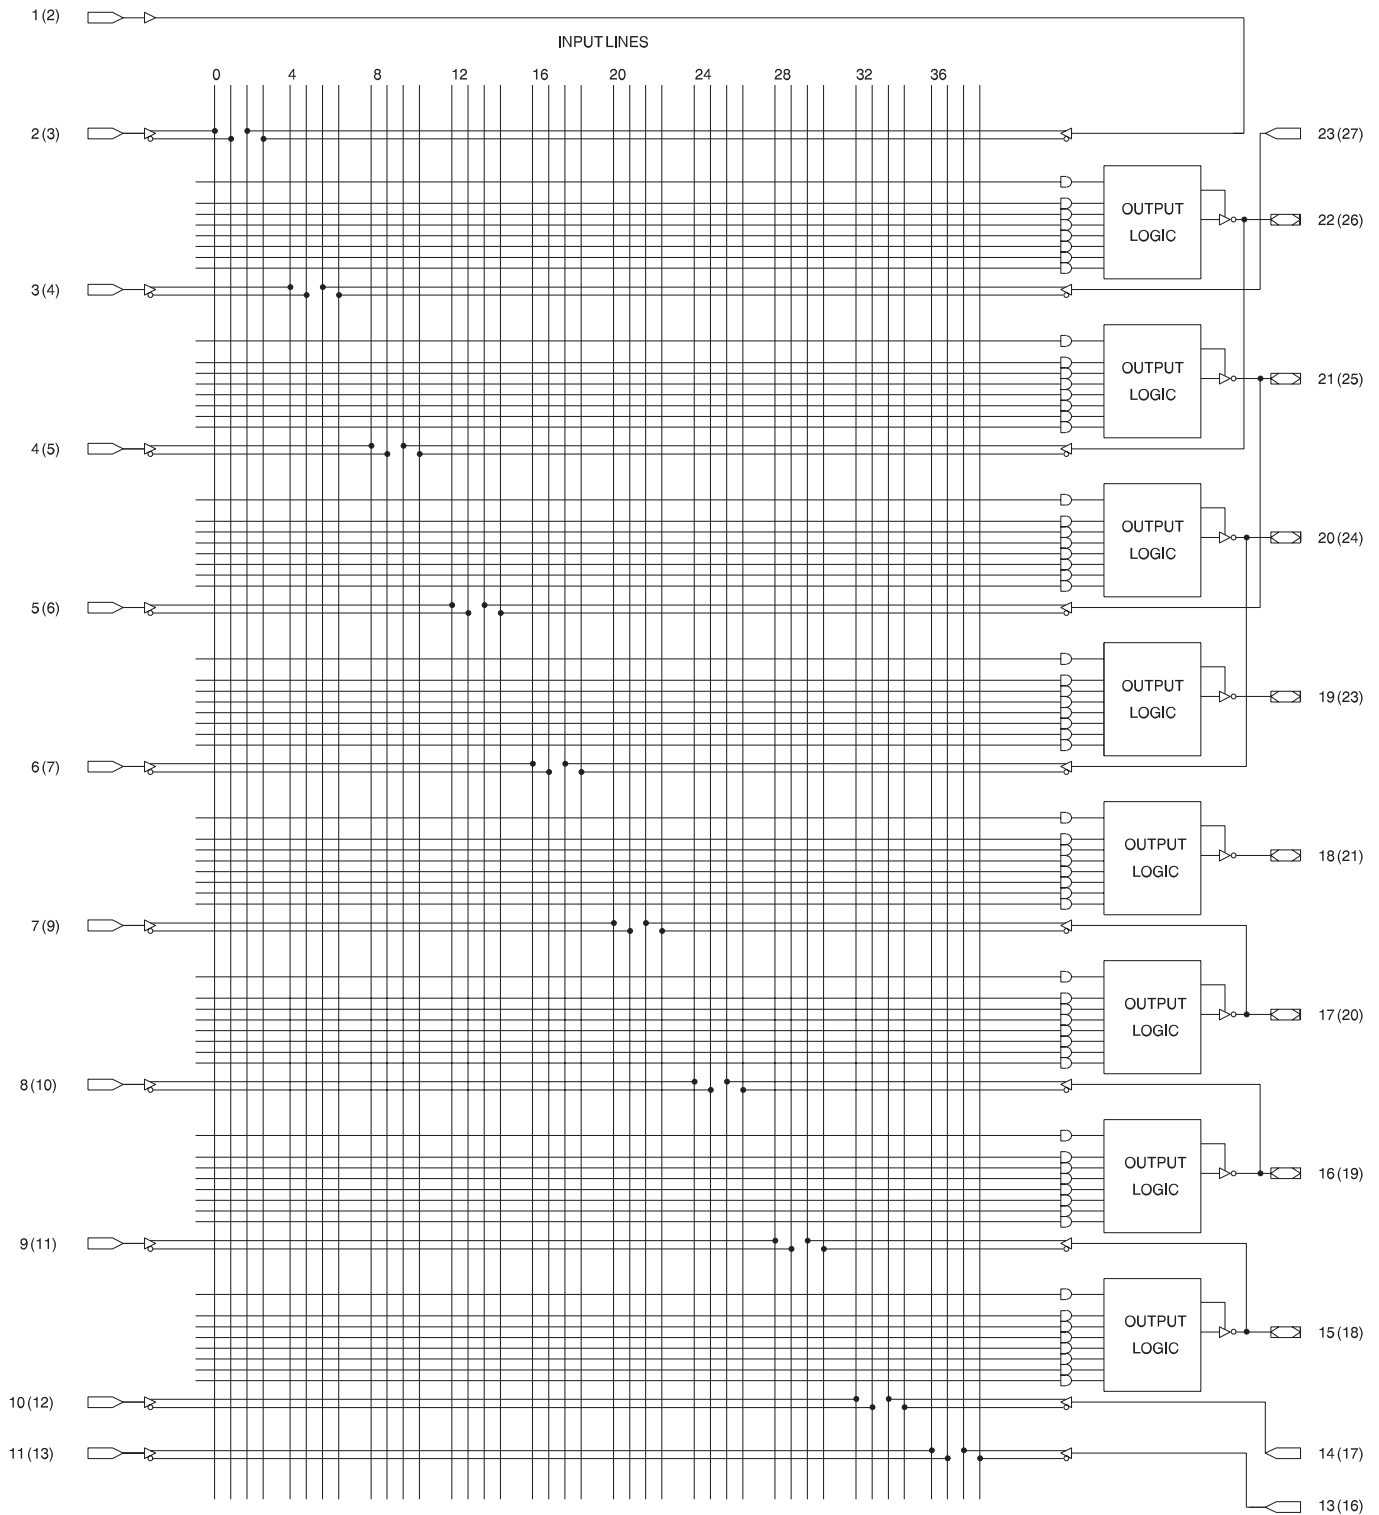 1 (2)
INPUT LINES
0 4 8 12 16 20 24 28 32 36
2 (3)
23 (27)
OUTPUT
LOGIC
22 (26)
3 (4)
OUTPUT
LOGIC
21 (25)
4 (5)
OUTPUT
LOGIC
20 (24)
5 (6)
OUTPUT
LOGIC
19 (23)
6 (7)
OUTPUT
LOGIC
18 (21)
7 (9)
OUTPUT
LOGIC
17 (20)
8 (10)
OUTPUT
LOGIC
16 (19)
9 (11)
OUTPUT
LOGIC
15 (18)
10 (12)
11 (13)
14 (17)
13 (16)